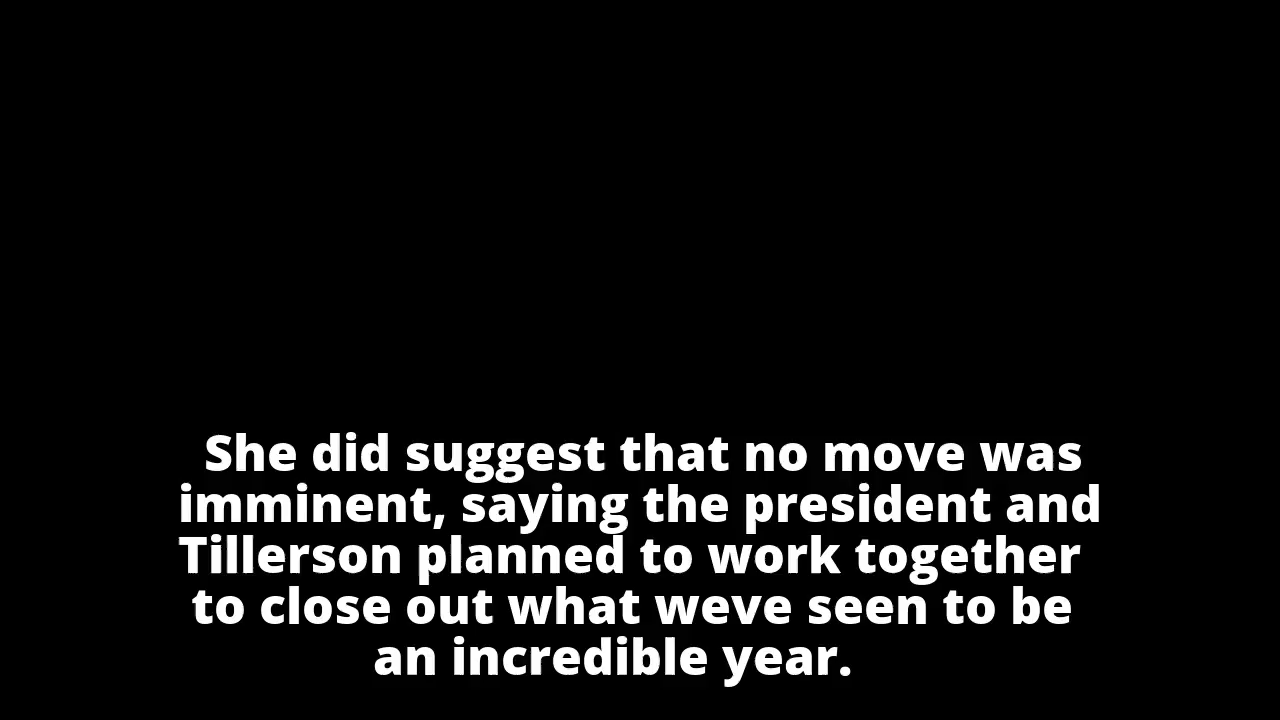 She did suggest that no move was
imminent, saying the president and
Tillerson planned to work together
to close out what weve seen to be
an incredible year.